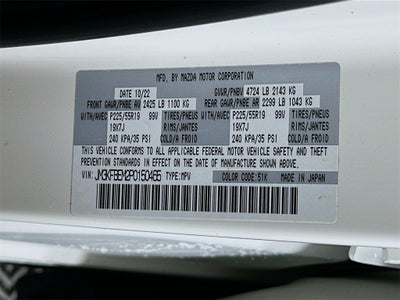 MFD. BY MAZDA MOTOR CORPORATION
DATE 10/22 GVWR/PNBV 4724 LB 2143 KG
FRONT GAWR/PNBE AV 2425 LB 1100 KG REAR GAWR/PNBE AR 2299 LB 1043 KG
WITH/AVEC P225/55R19 99V TIRES/PNEUS WITH/AVEC P225/55R19 99V TIRES/PNEUS
19X7J RIMS/JANTES 19X7J RIMS/JANTES
240 KPA/35 PSI COLD/A FROID 240 KPA/35 PSI COLD/A FROID
THIS VEHICLE CONFORMS TO ALL APPLICABLE FEDERAL MOTOR VEHICLE SAFETY AND THEFT
PREVENTION STANDARDS IN EFFECT ON THE DATE OF MANUFACTURE SHOWN ABOVE.
JM3KFBEM2P0150465 TYPE:MPV COLOR CODE:51K MADE IN JAPAN